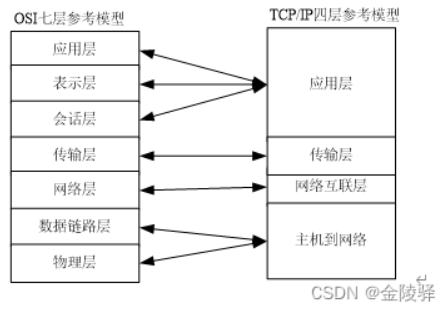 OSI七层参考模型
应用层
表示层
会话层
传输层
网络层
数据链路层
物理层
TCP/IP四层参考模型
应用层
传输层
网络互联层
主机到网络
CSDN @金陵驿